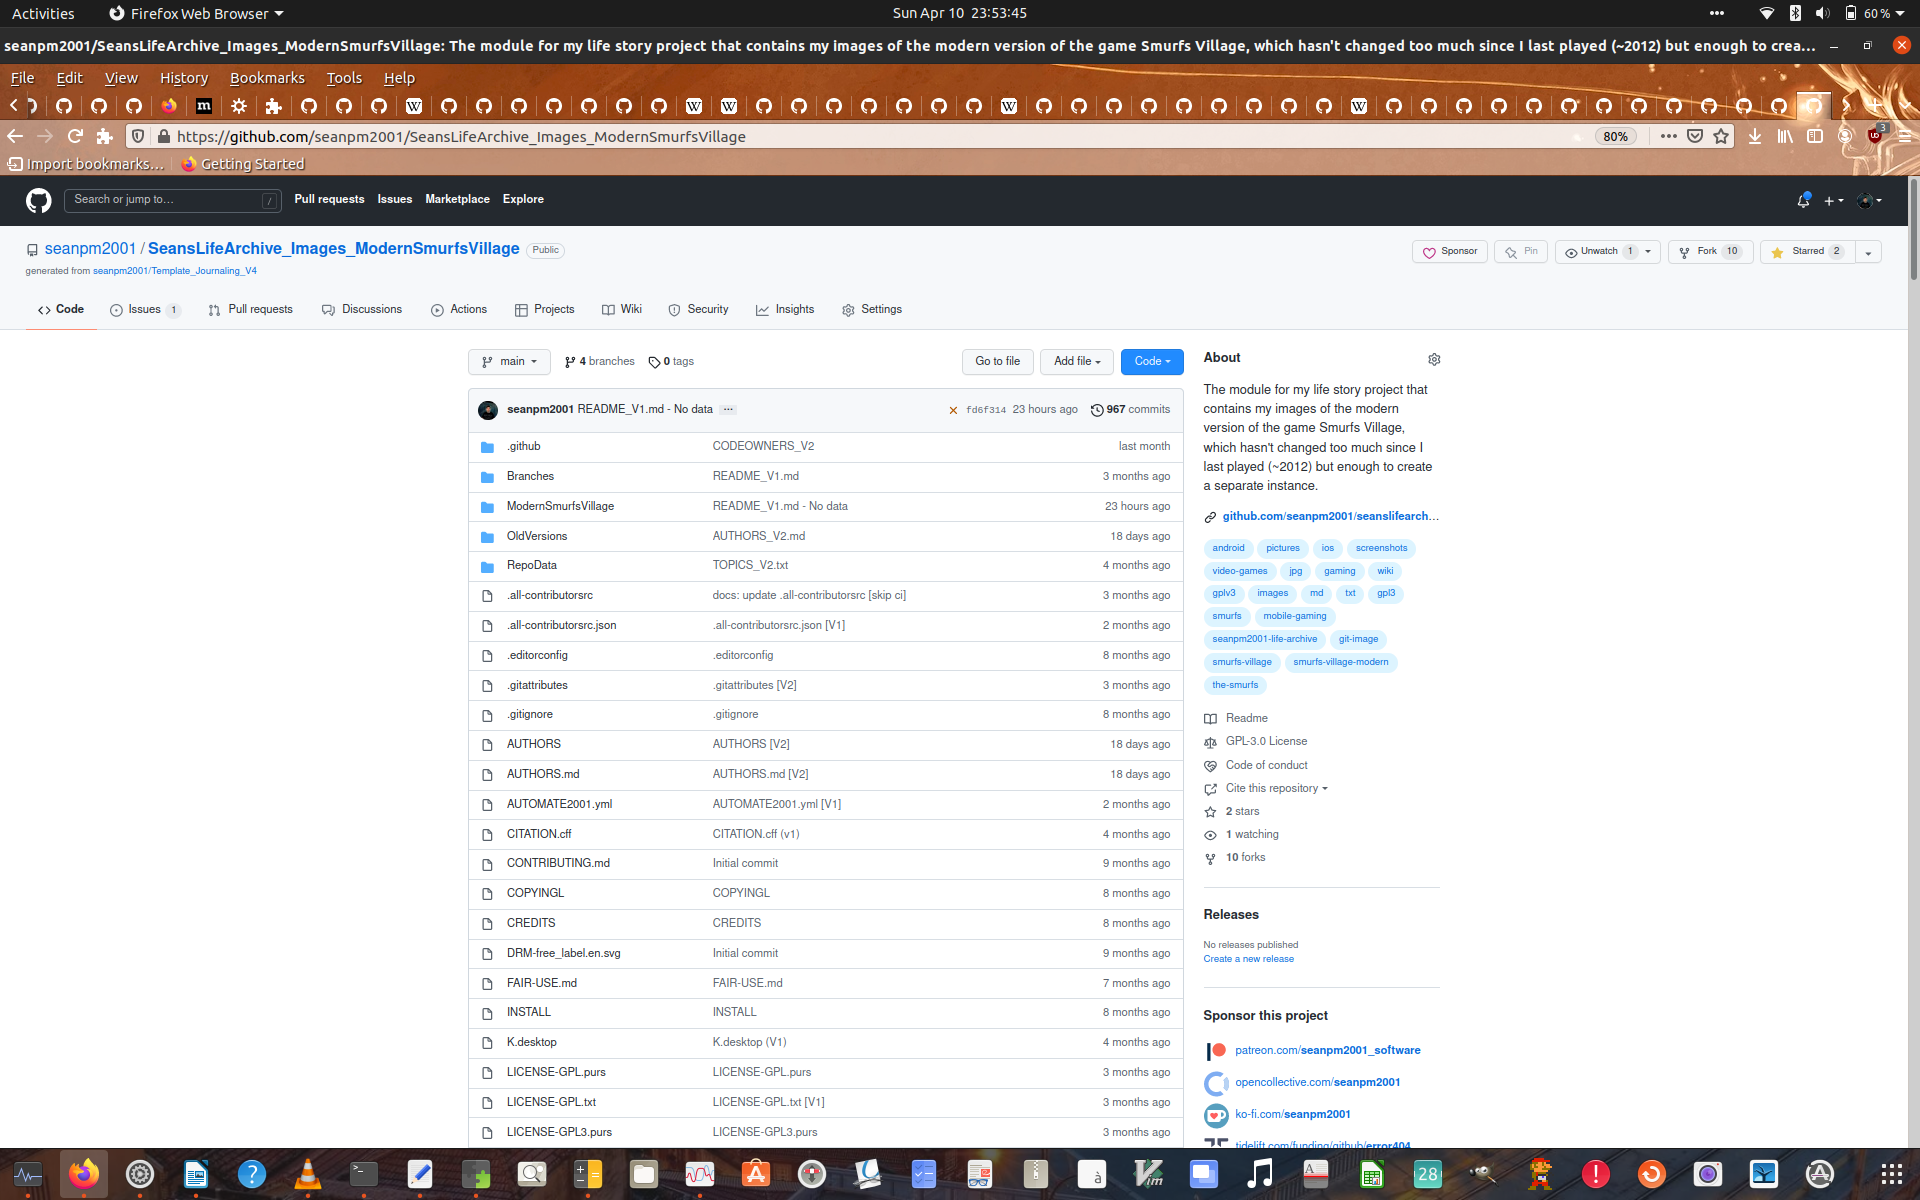 Activities Firefox Web Browser Sun Apr 10 23:53:45 60 %
seanpm2001/SeansLifeArchive_Images_ModernSmurfsVillage: The module for my life story project that contains my images of the modern version of the game Smurfs Village, which hasn't changed too much since I last played (~2012) but enough to crea...
File Edit View History Bookmarks Tools Help
https://github.com/seanpm2001/SeansLifeArchive_Images_ModernSmurfsVillage 80% 3
Import bookmarks... Getting Started
Search or jump to... / Pull requests Issues Marketplace Explore
seanpm2001 / SeansLifeArchive_Images_ModernSmurfsVillage Public
Sponsor Pin Unwatch 1 Fork 10 Starred 2
generated from seanpm2001/Template_Journaling_V4
Code Issues 1 Pull requests Discussions Actions Projects Wiki Security Insights Settings
main 4 branches 0 tags Go to file Add file Code
seanpm2001 README_V1.md - No data ... fd6f314 23 hours ago 967 commits
.github CODEOWNERS_V2 last month
Branches README_V1.md 3 months ago
ModernSmurfsVillage README_V1.md - No data 23 hours ago
OldVersions AUTHORS_V2.md 18 days ago
RepoData TOPICS_V2.txt 4 months ago
.all-contributorsrc docs: update .all-contributorsrc [skip ci] 3 months ago
.all-contributorsrc.json .all-contributorsrc.json [V1] 2 months ago
.editorconfig .editorconfig 8 months ago
.gitattributes .gitattributes [V2] 3 months ago
.gitignore .gitignore 8 months ago
AUTHORS AUTHORS [V2] 18 days ago
AUTHORS.md AUTHORS.md [V2] 18 days ago
AUTOMATE2001.yml AUTOMATE2001.yml [V1] 2 months ago
CITATION.cff CITATION.cff (v1) 4 months ago
CONTRIBUTING.md Initial commit 9 months ago
COPYINGL COPYINGL 8 months ago
CREDITS CREDITS 8 months ago
DRM-free_label.en.svg Initial commit 9 months ago
FAIR-USE.md FAIR-USE.md 7 months ago
INSTALL INSTALL 8 months ago
K.desktop K.desktop (V1) 4 months ago
LICENSE-GPL.purs LICENSE-GPL.purs 3 months ago
LICENSE-GPL.txt LICENSE-GPL.txt [V1] 3 months ago
LICENSE-GPL3.purs LICENSE-GPL3.purs 3 months ago
About
The module for my life story project that
contains my images of the modern
version of the game Smurfs Village,
which hasn't changed too much since I
last played (~2012) but enough to create
a separate instance.
github.com/seanpm2001/seanslifearch...
android pictures ios screenshots
video-games jpg gaming wiki
gplv3 images md txt gpl3
smurfs mobile-gaming
seanpm2001-life-archive git-image
smurfs-village smurfs-village-modern
the-smurfs
Readme
GPL-3.0 License
Code of conduct
Cite this repository
2 stars
1 watching
10 forks
Releases
No releases published
Create a new release
Sponsor this project
patreon.com/seanpm2001_software
opencollective.com/seanpm2001
ko-fi.com/seanpm2001
tidelift.com/funding/github/error404
28